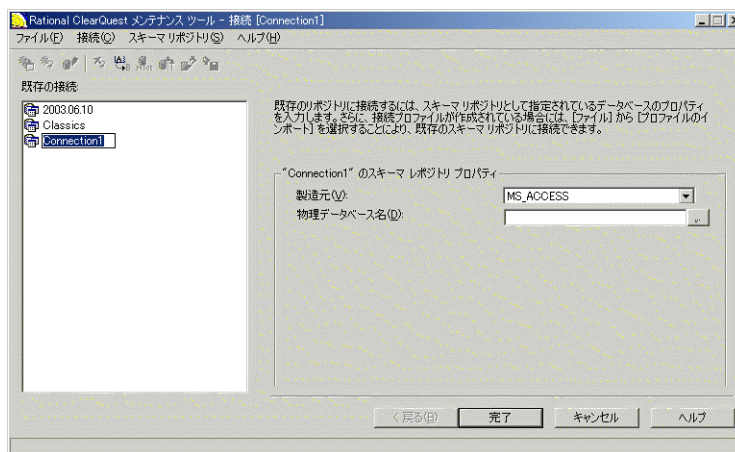 Rational ClearQuest メンテナンス ツール - 接続 [Connection1]
ファイル(F) 接続(C) スキーマ リポジトリ(S) ヘルプ(H)
既存の接続:
2003.06.10
Classics
Connection1
既存のリポジトリに接続するには、スキーマ リポジトリとして指定されているデータベースのプロパティ
を入力します。さらに、接続プロファイルが作成されている場合には、[ファイル] から [プロファイルのイ
ンポート] を選択することにより、既存のスキーマ リポジトリに接続できます。
"Connection1" のスキーマ レポジトリ プロパティ
製造元(V): MS_ACCESS
物理データベース名(D):
< 戻る(B) 完了 キャンセル ヘルプ